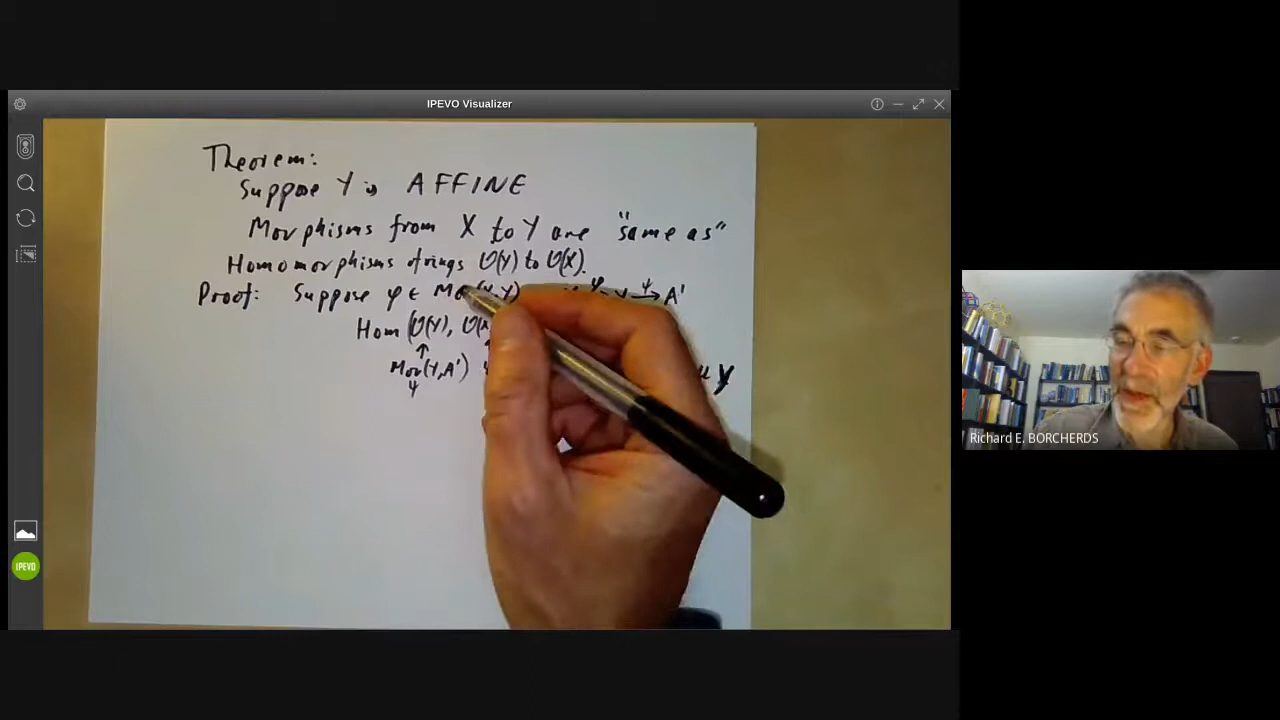 IPEVO Visualizer
Theorem:
Suppose Y is AFFINE
Morphisms from X to Y are "same as"
Homomorphisms of rings O(Y) to O(X).
Proof: Suppose φ ∈ Mor(X,Y) φ Y ψ→ A'
Hom (O(Y), O(X
↑
Mor(Y,A')
ψ
Y
IPEVO
Richard E. BORCHERDS